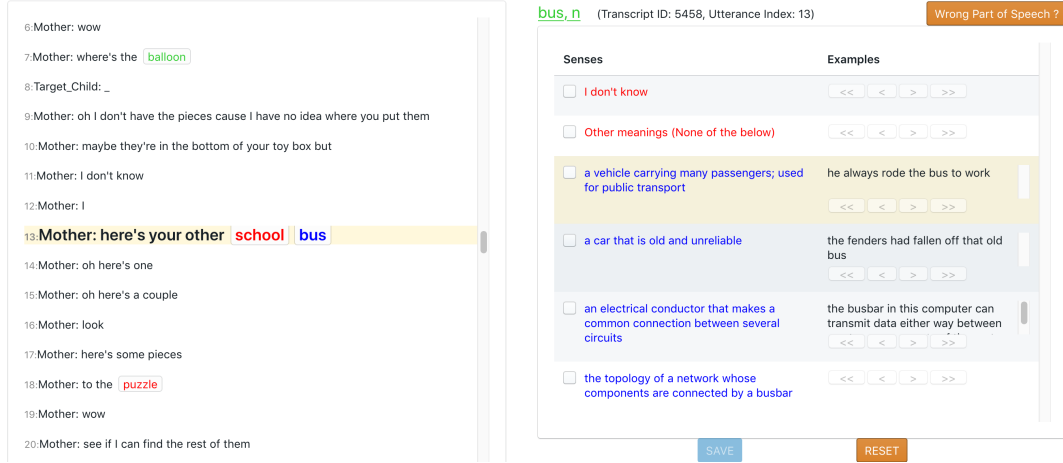 6:Mother: wow
7:Mother: where's the balloon
8:Target_Child: _
9:Mother: oh I don't have the pieces cause I have no idea where you put them
10:Mother: maybe they're in the bottom of your toy box but
11:Mother: I don't know
12:Mother: I
13:Mother: here's your other school bus
14:Mother: oh here's one
15:Mother: oh here's a couple
16:Mother: look
17:Mother: here's some pieces
18:Mother: to the puzzle
19:Mother: wow
20:Mother: see if I can find the rest of them
bus, n (Transcript ID: 5458, Utterance Index: 13)
Wrong Part of Speech ?
Senses Examples
I don't know
<< < > >>
Other meanings (None of the below)
<< < > >>
a vehicle carrying many passengers; used
for public transport
he always rode the bus to work
<< < > >>
a car that is old and unreliable
the fenders had fallen off that old
bus
<< < > >>
an electrical conductor that makes a
common connection between several
circuits
the busbar in this computer can
transmit data either way between
<< < > >>
the topology of a network whose
components are connected by a busbar
<< < > >>
SAVE
RESET